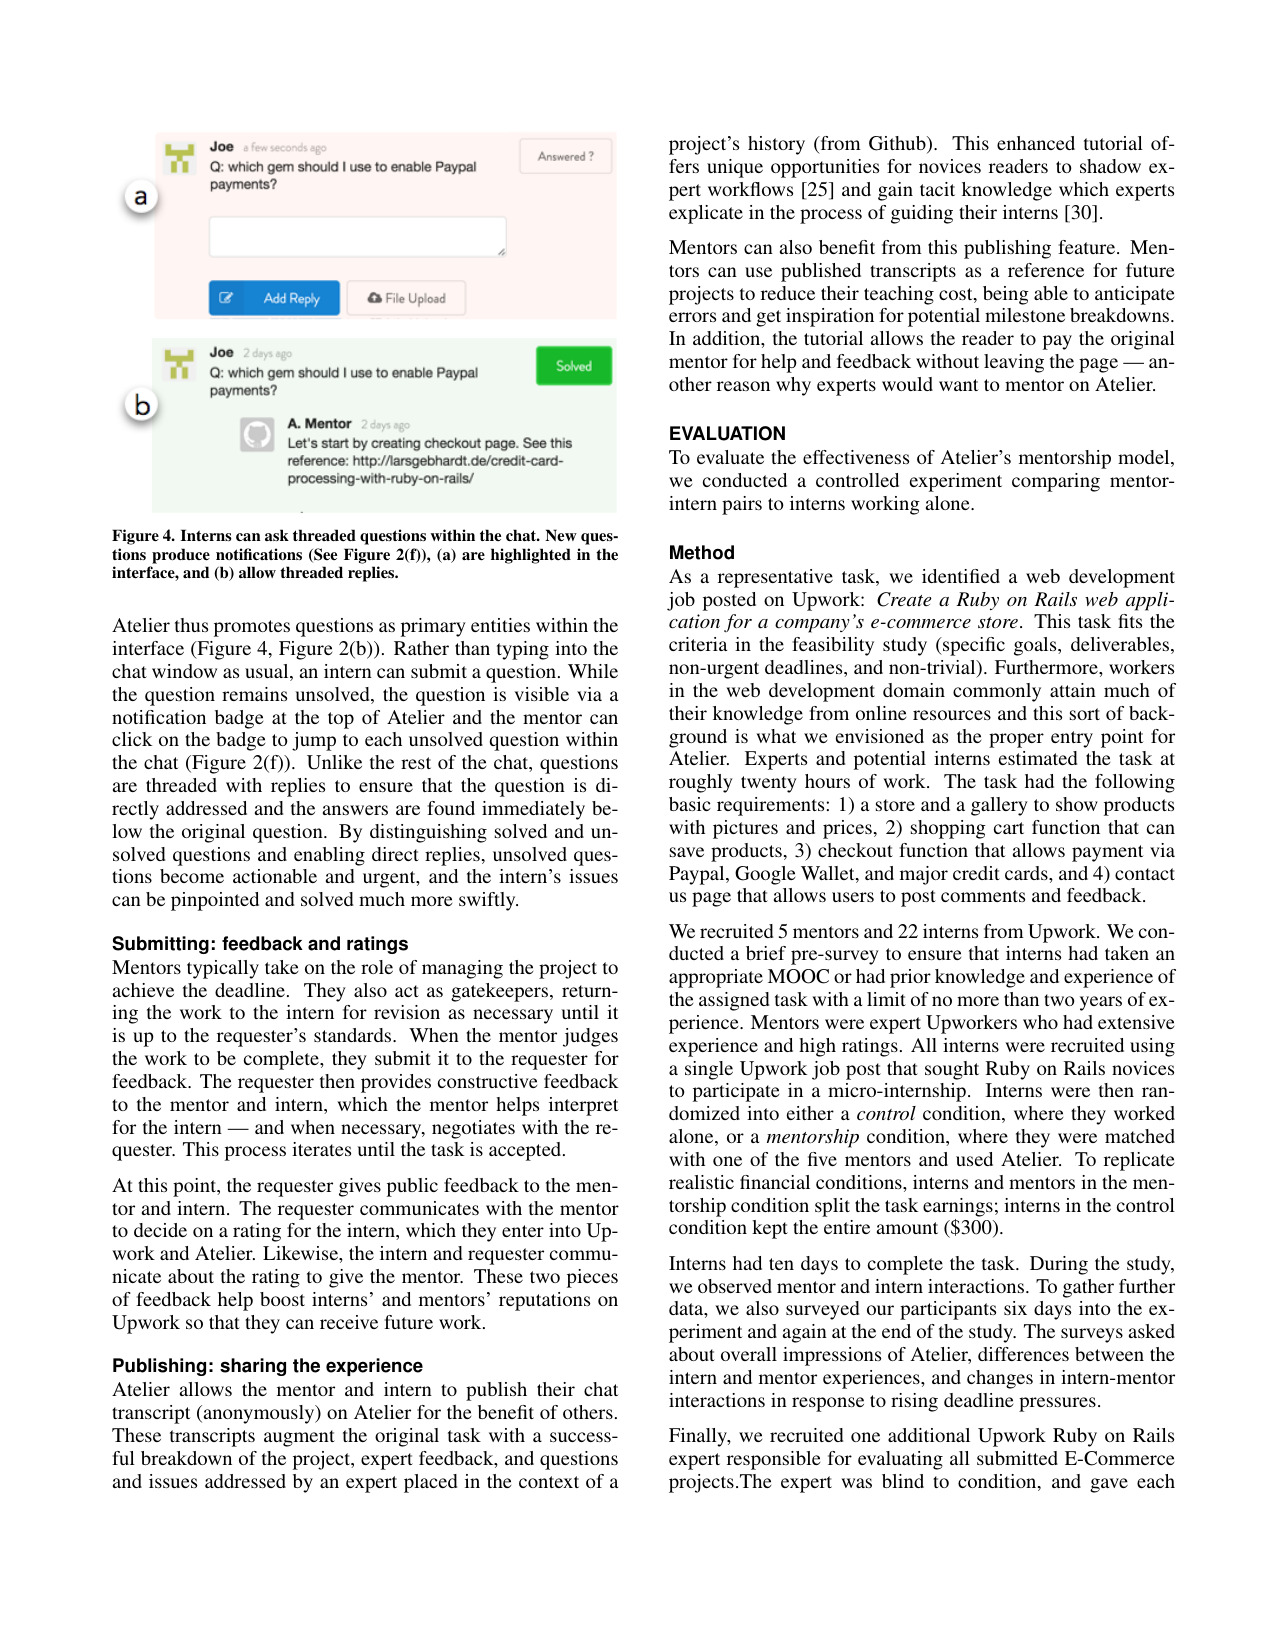 Joe a few seconds ago
Answered ?
Q: which gem should I use to enable Paypal
payments?
a
Add Reply
File Upload
Joe 2 days ago
Solved
Q: which gem should I use to enable Paypal
payments?
b
A. Mentor 2 days ago
Let's start by creating checkout page. See this
reference: http://larsgebhardt.de/credit-card-
processing-with-ruby-on-rails/
Figure 4. Interns can ask threaded questions within the chat. New ques-
tions produce notifications (See Figure 2(f)), (a) are highlighted in the
interface, and (b) allow threaded replies.
Atelier thus promotes questions as primary entities within the
interface (Figure 4, Figure 2(b)). Rather than typing into the
chat window as usual, an intern can submit a question. While
the question remains unsolved, the question is visible via a
notification badge at the top of Atelier and the mentor can
click on the badge to jump to each unsolved question within
the chat (Figure 2(f)). Unlike the rest of the chat, questions
are threaded with replies to ensure that the question is di-
rectly addressed and the answers are found immediately be-
low the original question. By distinguishing solved and un-
solved questions and enabling direct replies, unsolved ques-
tions become actionable and urgent, and the intern's issues
can be pinpointed and solved much more swiftly.
Submitting: feedback and ratings
Mentors typically take on the role of managing the project to
achieve the deadline. They also act as gatekeepers, return-
ing the work to the intern for revision as necessary until it
is up to the requester's standards. When the mentor judges
the work to be complete, they submit it to the requester for
feedback. The requester then provides constructive feedback
to the mentor and intern, which the mentor helps interpret
for the intern — and when necessary, negotiates with the re-
quester. This process iterates until the task is accepted.
At this point, the requester gives public feedback to the men-
tor and intern. The requester communicates with the mentor
to decide on a rating for the intern, which they enter into Up-
work and Atelier. Likewise, the intern and requester commu-
nicate about the rating to give the mentor. These two pieces
of feedback help boost interns' and mentors' reputations on
Upwork so that they can receive future work.
Publishing: sharing the experience
Atelier allows the mentor and intern to publish their chat
transcript (anonymously) on Atelier for the benefit of others.
These transcripts augment the original task with a success-
ful breakdown of the project, expert feedback, and questions
and issues addressed by an expert placed in the context of a
project's history (from Github). This enhanced tutorial of-
fers unique opportunities for novices readers to shadow ex-
pert workflows [25] and gain tacit knowledge which experts
explicate in the process of guiding their interns [30].
Mentors can also benefit from this publishing feature. Men-
tors can use published transcripts as a reference for future
projects to reduce their teaching cost, being able to anticipate
errors and get inspiration for potential milestone breakdowns.
In addition, the tutorial allows the reader to pay the original
mentor for help and feedback without leaving the page — an-
other reason why experts would want to mentor on Atelier.
EVALUATION
To evaluate the effectiveness of Atelier's mentorship model,
we conducted a controlled experiment comparing mentor-
intern pairs to interns working alone.
Method
As a representative task, we identified a web development
job posted on Upwork: Create a Ruby on Rails web appli-
cation for a company's e-commerce store. This task fits the
criteria in the feasibility study (specific goals, deliverables,
non-urgent deadlines, and non-trivial). Furthermore, workers
in the web development domain commonly attain much of
their knowledge from online resources and this sort of back-
ground is what we envisioned as the proper entry point for
Atelier. Experts and potential interns estimated the task at
roughly twenty hours of work. The task had the following
basic requirements: 1) a store and a gallery to show products
with pictures and prices, 2) shopping cart function that can
save products, 3) checkout function that allows payment via
Paypal, Google Wallet, and major credit cards, and 4) contact
us page that allows users to post comments and feedback.
We recruited 5 mentors and 22 interns from Upwork. We con-
ducted a brief pre-survey to ensure that interns had taken an
appropriate MOOC or had prior knowledge and experience of
the assigned task with a limit of no more than two years of ex-
perience. Mentors were expert Upworkers who had extensive
experience and high ratings. All interns were recruited using
a single Upwork job post that sought Ruby on Rails novices
to participate in a micro-internship. Interns were then ran-
domized into either a control condition, where they worked
alone, or a mentorship condition, where they were matched
with one of the five mentors and used Atelier. To replicate
realistic financial conditions, interns and mentors in the men-
torship condition split the task earnings; interns in the control
condition kept the entire amount ($300).
Interns had ten days to complete the task. During the study,
we observed mentor and intern interactions. To gather further
data, we also surveyed our participants six days into the ex-
periment and again at the end of the study. The surveys asked
about overall impressions of Atelier, differences between the
intern and mentor experiences, and changes in intern-mentor
interactions in response to rising deadline pressures.
Finally, we recruited one additional Upwork Ruby on Rails
expert responsible for evaluating all submitted E-Commerce
projects.The expert was blind to condition, and gave each